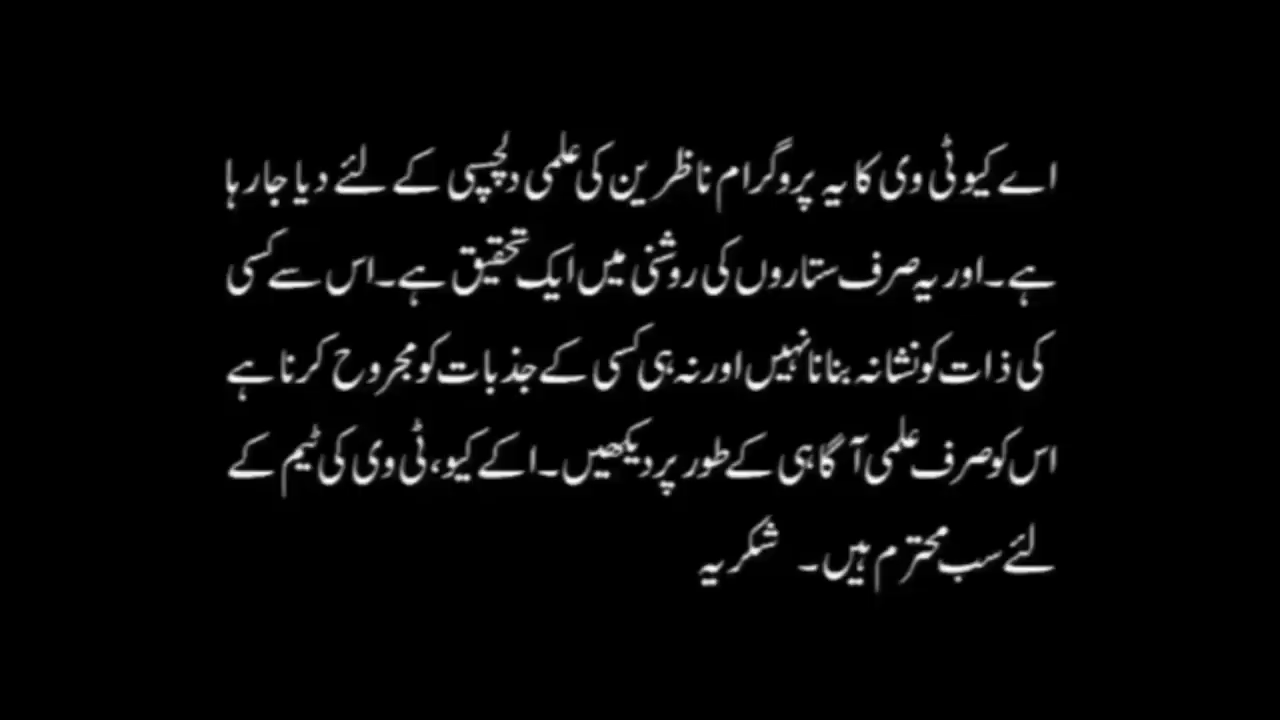 اے کیو ٹی وی کا یہ پروگرام ناظرین کی علمی دلچسپی کے لئے دیا جا رہا
ہے۔ اور یہ صرف ستاروں کی روشنی میں ایک تحقیق ہے۔ اس سے کسی
کی ذات کو نشانہ بنانا نہیں اور نہ ہی کسی کے جذبات کو مجروح کرنا ہے
اس کو صرف علمی آگاہی کے طور پر دیکھیں۔ اکے کیو، ٹی وی کی ٹیم کے
لئے سب محترم ہیں۔ شکریہ